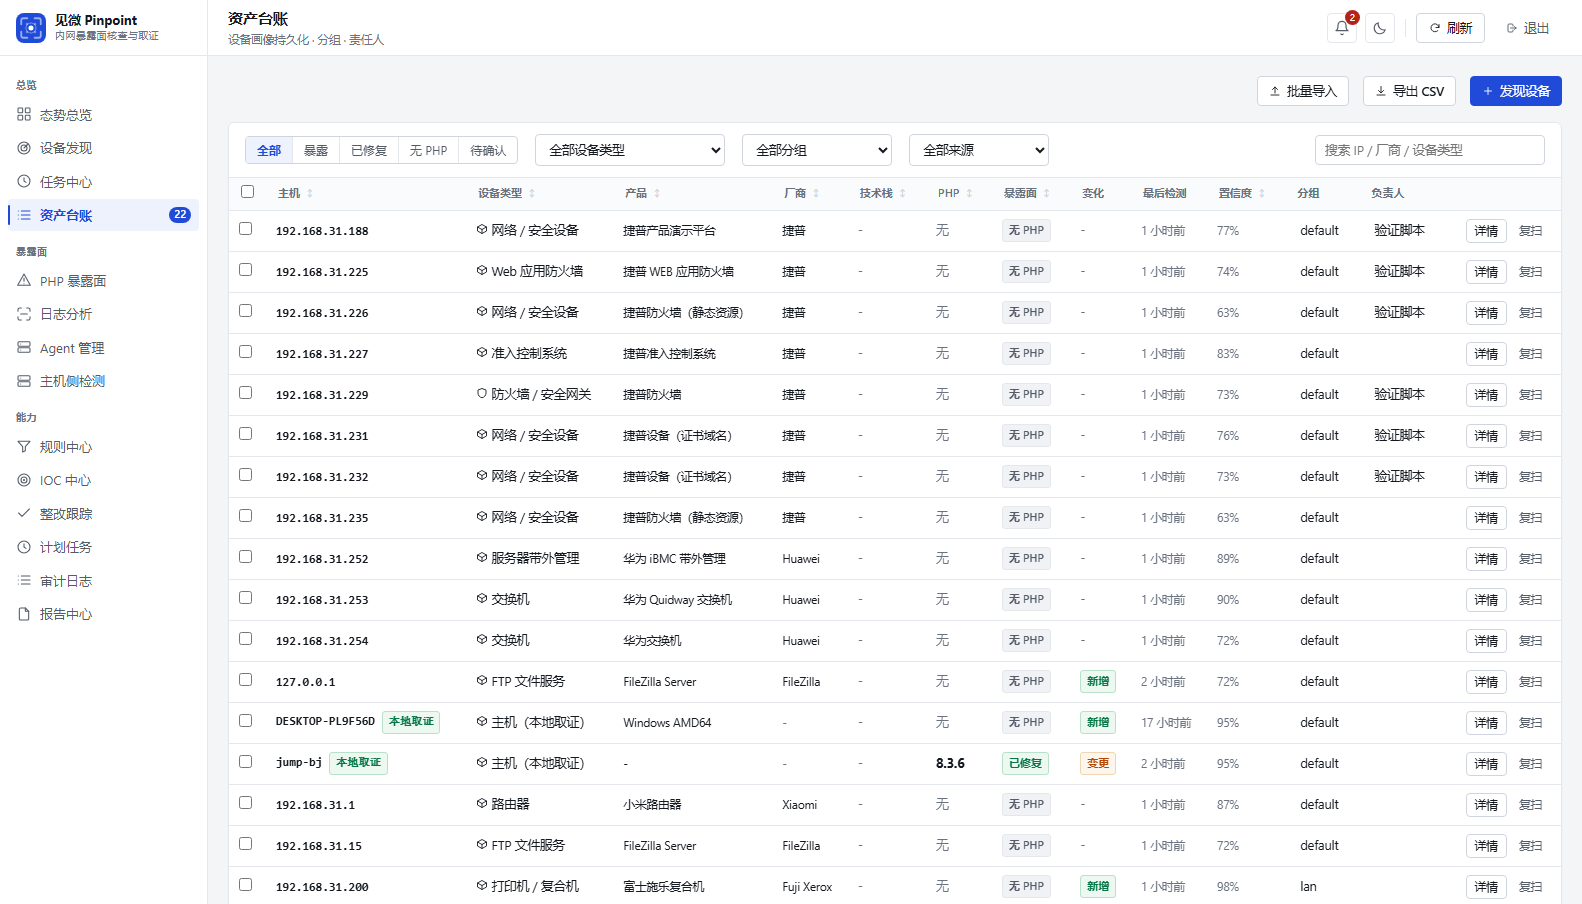 见微 Pinpoint
内网暴露面核查与取证
资产台账
设备画像持久化 · 分组 · 责任人
2
刷新
退出
总览
态势总览
设备发现
任务中心
资产台账 22
暴露面
PHP 暴露面
日志分析
Agent 管理
主机侧检测
能力
规则中心
IOC 中心
整改跟踪
计划任务
审计日志
报告中心
批量导入 导出 CSV + 发现设备
全部 暴露 已修复 无 PHP 待确认 全部设备类型 全部分组 全部来源 搜索 IP / 厂商 / 设备类型
主机 设备类型 产品 厂商 技术栈 PHP 暴露面 变化 最后检测 置信度 分组 负责人
192.168.31.188 网络 / 安全设备 捷普产品演示平台 捷普 - 无 无 PHP - 1 小时前 77% default 验证脚本 详情 复扫
192.168.31.225 Web 应用防火墙 捷普 WEB 应用防火墙 捷普 - 无 无 PHP - 1 小时前 74% default 验证脚本 详情 复扫
192.168.31.226 网络 / 安全设备 捷普防火墙（静态资源） 捷普 - 无 无 PHP - 1 小时前 63% default 验证脚本 详情 复扫
192.168.31.227 准入控制系统 捷普准入控制系统 捷普 - 无 无 PHP - 1 小时前 83% default 详情 复扫
192.168.31.229 防火墙 / 安全网关 捷普防火墙 捷普 - 无 无 PHP - 1 小时前 73% default 验证脚本 详情 复扫
192.168.31.231 网络 / 安全设备 捷普设备（证书域名） 捷普 - 无 无 PHP - 1 小时前 76% default 验证脚本 详情 复扫
192.168.31.232 网络 / 安全设备 捷普设备（证书域名） 捷普 - 无 无 PHP - 1 小时前 73% default 验证脚本 详情 复扫
192.168.31.235 网络 / 安全设备 捷普防火墙（静态资源） 捷普 - 无 无 PHP - 1 小时前 63% default 详情 复扫
192.168.31.252 服务器带外管理 华为 iBMC 带外管理 Huawei - 无 无 PHP - 1 小时前 89% default 详情 复扫
192.168.31.253 交换机 华为 Quidway 交换机 Huawei - 无 无 PHP - 1 小时前 90% default 详情 复扫
192.168.31.254 交换机 华为交换机 Huawei - 无 无 PHP - 1 小时前 72% default 详情 复扫
127.0.0.1 FTP 文件服务 FileZilla Server FileZilla - 无 无 PHP 新增 2 小时前 72% default 详情 复扫
DESKTOP-PL9F56D 本地取证 主机（本地取证） Windows AMD64 - - 无 无 PHP 新增 17 小时前 95% default 详情 复扫
jump-bj 本地取证 主机（本地取证） - - - 8.3.6 已修复 变更 2 小时前 95% default 详情 复扫
192.168.31.1 路由器 小米路由器 Xiaomi - 无 无 PHP - 1 小时前 87% default 详情 复扫
192.168.31.15 FTP 文件服务 FileZilla Server FileZilla - 无 无 PHP - 1 小时前 72% default 详情 复扫
192.168.31.200 打印机 / 复合机 富士施乐复合机 Fuji Xerox - 无 无 PHP 新增 1 小时前 98% lan 详情 复扫